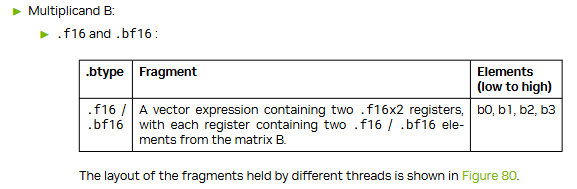 Multiplicand B:
.f16 and .bf16:
.btype Fragment Elements
(low to high)
.f16 / A vector expression containing two .f16x2 registers, b0, b1, b2, b3
.bf16 with each register containing two .f16 / .bf16 ele-
ments from the matrix B.
The layout of the fragments held by different threads is shown in Figure 80.